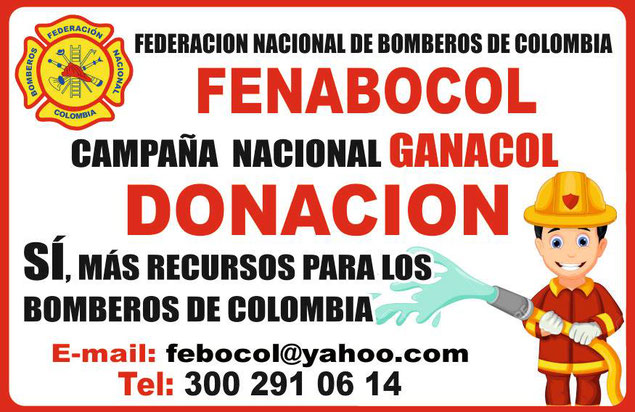 FEDERACIÓN
BOMBEROS
NACIONAL
COLOMBIA
FEDERACION NACIONAL DE BOMBEROS DE COLOMBIA
FENABOCOL
CAMPAÑA NACIONAL GANACOL
DONACION
SÍ, MÁS RECURSOS PARA LOS
BOMBEROS DE COLOMBIA
E-mail: febocol@yahoo.com
Tel: 300 291 06 14